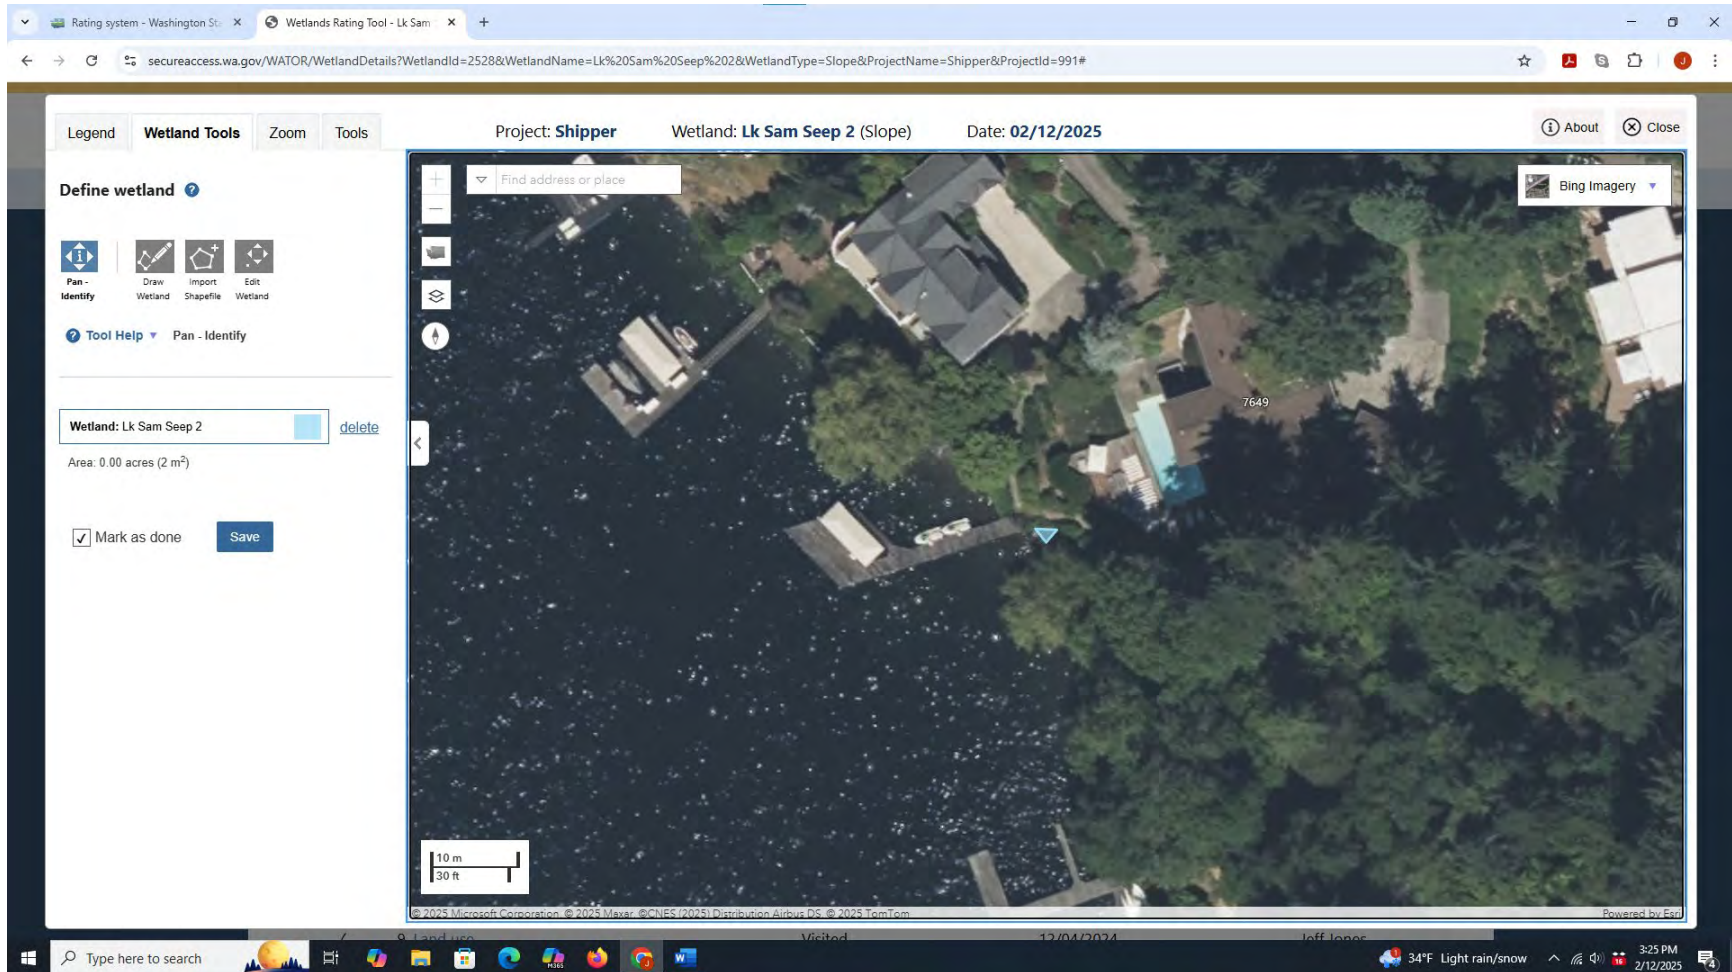 Rating system - Washington St
Wetlands Rating Tool - Lk Sam
secureaccess.wa.gov/WATOR/WetlandDetails?WetlandId=2528&WetlandName=Lk%20Sam%20Seep%202&WetlandType=Slope&ProjectName=Shipper&ProjectId=991#
J
Legend
Wetland Tools
Zoom
Tools
Project: Shipper
Wetland: Lk Sam Seep 2 (Slope)
Date: 02/12/2025
About
Close
Define wetland
Find address or place
Bing Imagery
Pan - Identify
Draw Wetland
Import Shapefile
Edit Wetland
Tool Help
Pan - Identify
7649
Wetland: Lk Sam Seep 2
delete
Area: 0.00 acres (2 m²)
Mark as done
Save
10 m
30 ft
© 2025 Microsoft Corporation, © 2025 Maxar, ©CNES (2025) Distribution Airbus DS, © 2025 TomTom
Powered by Esri
9. Land use
Visited
12/04/2024
Jeff Jones
Type here to search
M365
34°F Light rain/snow
16
3:25 PM
2/12/2025
4